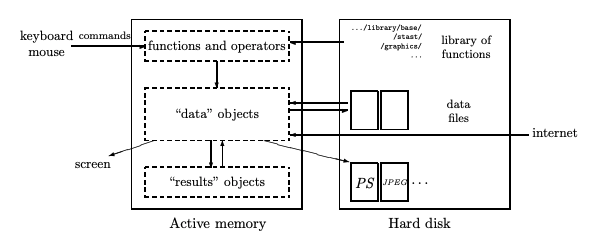 keyboard
mouse
commands
functions and operators
.../library/base/
/stast/
/graphics/
...
library of
functions
"data" objects
data
files
internet
screen
"results" objects
PS
JPEG
...
Active memory
Hard disk